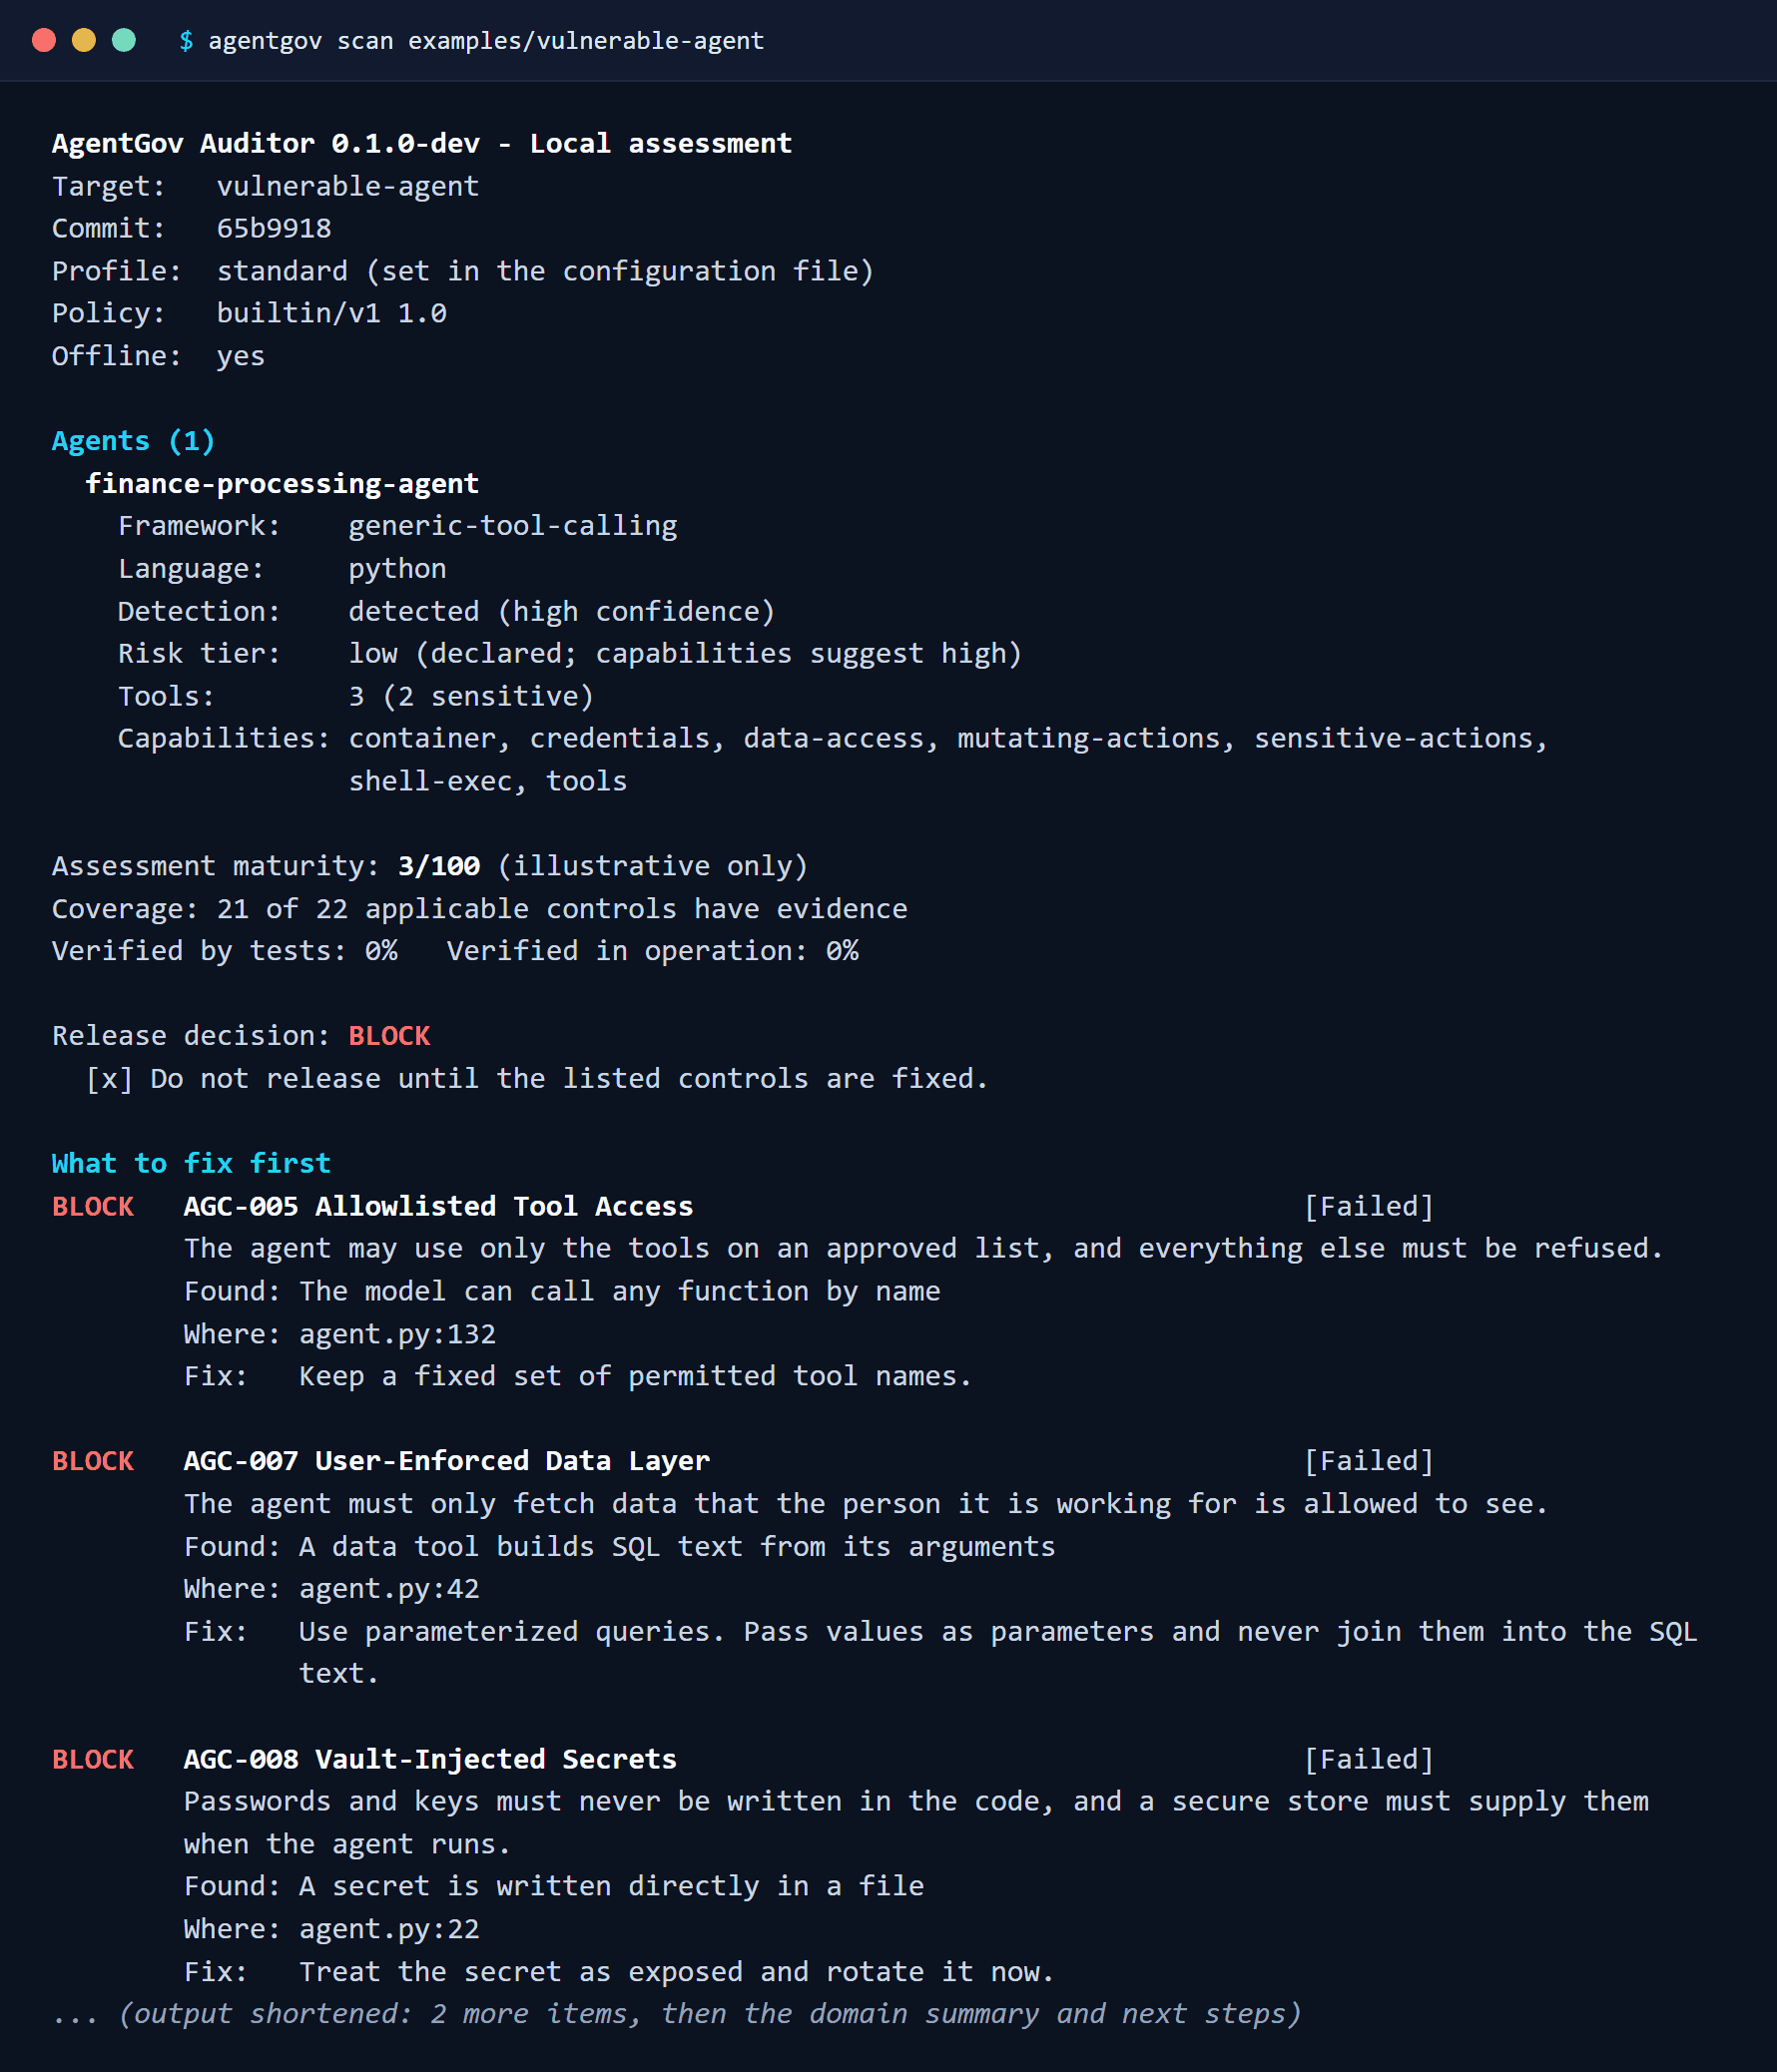 $ agentgov scan examples/vulnerable-agent
AgentGov Auditor 0.1.0-dev - Local assessment
Target:   vulnerable-agent
Commit:   65b9918
Profile:  standard (set in the configuration file)
Policy:   builtin/v1 1.0
Offline:  yes
Agents (1)
finance-processing-agent
Framework:    generic-tool-calling
Language:     python
Detection:    detected (high confidence)
Risk tier:    low (declared; capabilities suggest high)
Tools:        3 (2 sensitive)
Capabilities: container, credentials, data-access, mutating-actions, sensitive-actions,
shell-exec, tools
Assessment maturity: 3/100 (illustrative only)
Coverage: 21 of 22 applicable controls have evidence
Verified by tests: 0%   Verified in operation: 0%
Release decision: BLOCK
[x] Do not release until the listed controls are fixed.
What to fix first
BLOCK   AGC-005 Allowlisted Tool Access   [Failed]
The agent may use only the tools on an approved list, and everything else must be refused.
Found: The model can call any function by name
Where: agent.py:132
Fix:   Keep a fixed set of permitted tool names.
BLOCK   AGC-007 User-Enforced Data Layer   [Failed]
The agent must only fetch data that the person it is working for is allowed to see.
Found: A data tool builds SQL text from its arguments
Where: agent.py:42
Fix:   Use parameterized queries. Pass values as parameters and never join them into the SQL
text.
BLOCK   AGC-008 Vault-Injected Secrets   [Failed]
Passwords and keys must never be written in the code, and a secure store must supply them
when the agent runs.
Found: A secret is written directly in a file
Where: agent.py:22
Fix:   Treat the secret as exposed and rotate it now.
... (output shortened: 2 more items, then the domain summary and next steps)